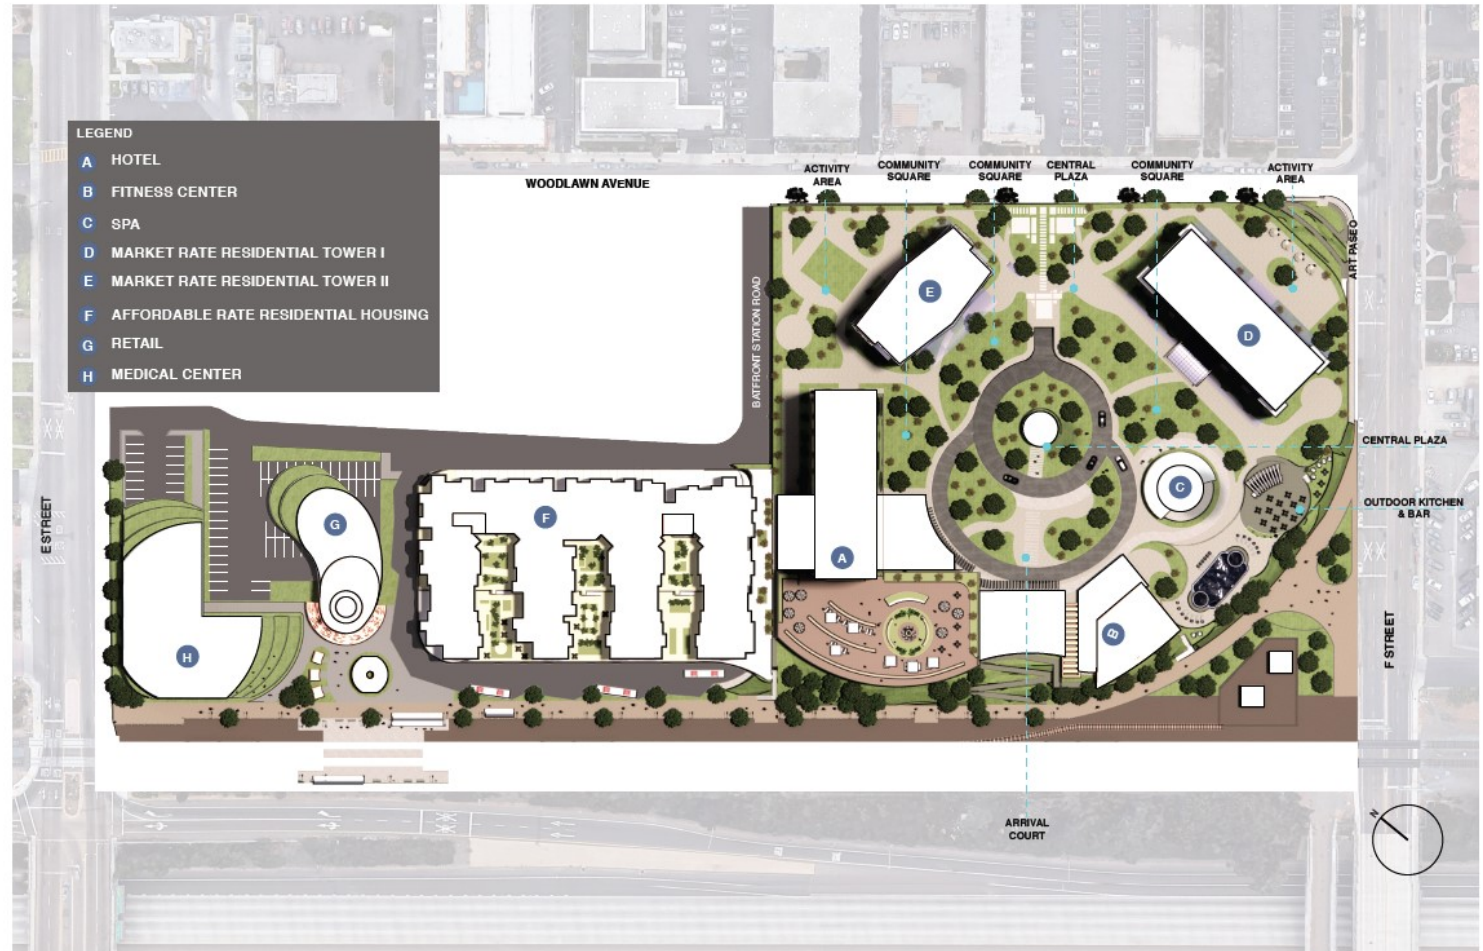 LEGEND
A HOTEL
B FITNESS CENTER
C SPA
D MARKET RATE RESIDENTIAL TOWER I
E MARKET RATE RESIDENTIAL TOWER II
F AFFORDABLE RATE RESIDENTIAL HOUSING
G RETAIL
H MEDICAL CENTER
WOODLAWN AVENUE
ACTIVITY
AREA
COMMUNITY
SQUARE
COMMUNITY
SQUARE
CENTRAL
PLAZA
COMMUNITY
SQUARE
ACTIVITY
AREA
ART PASEO
BATFRONT STATION ROAD
E
D
CENTRAL PLAZA
C
OUTDOOR KITCHEN
& BAR
E STREET
G
F
A
B
H
F STREET
ARRIVAL
COURT
N